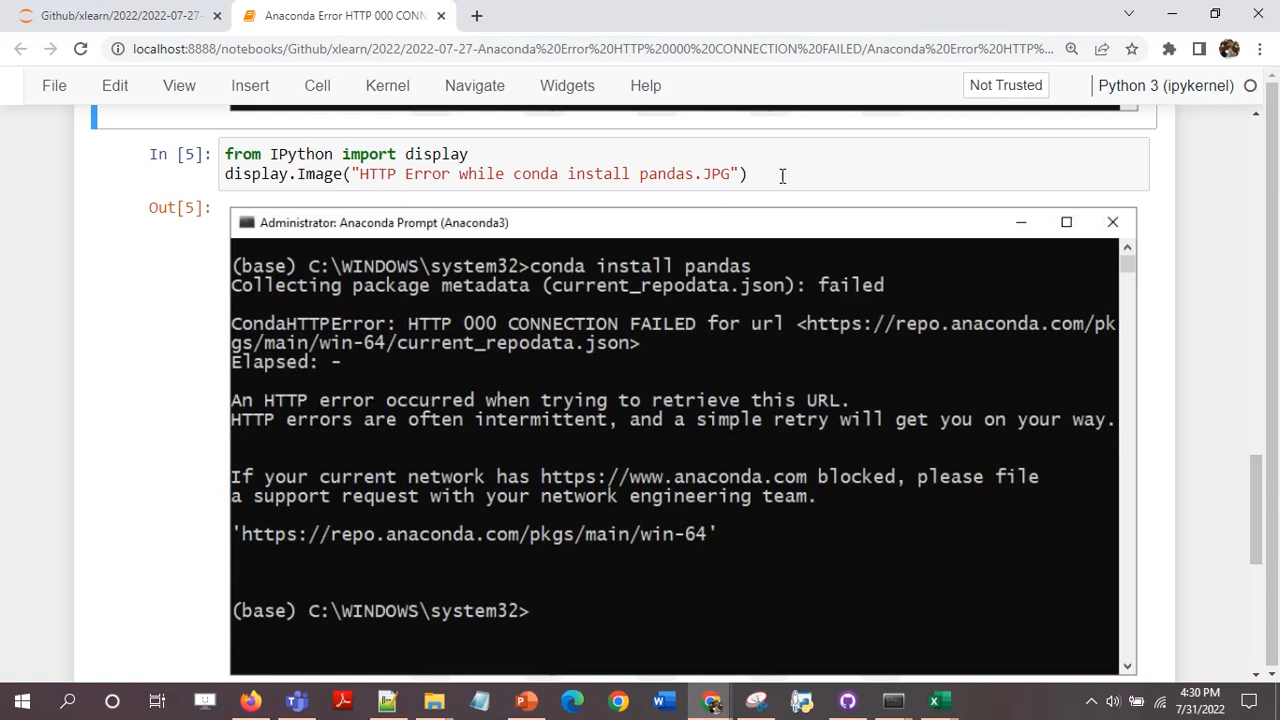 Github/xlearn/2022/2022-07-27-
Anaconda Error HTTP 000 CONN
localhost:8888/notebooks/Github/xlearn/2022/2022-07-27-Anaconda%20Error%20HTTP%20000%20CONNECTION%20FAILED/Anaconda%20Error%20HTTP%...
File Edit View Insert Cell Kernel Navigate Widgets Help Not Trusted Python 3 (ipykernel)
In [5]: from IPython import display
display.Image("HTTP Error while conda install pandas.JPG")
Out[5]:
Administrator: Anaconda Prompt (Anaconda3)
(base) C:\WINDOWS\system32>conda install pandas
Collecting package metadata (current_repodata.json): failed
CondaHTTPError: HTTP 000 CONNECTION FAILED for url <https://repo.anaconda.com/pk
gs/main/win-64/current_repodata.json>
Elapsed: -
An HTTP error occurred when trying to retrieve this URL.
HTTP errors are often intermittent, and a simple retry will get you on your way.
If your current network has https://www.anaconda.com blocked, please file
a support request with your network engineering team.
'https://repo.anaconda.com/pkgs/main/win-64'
(base) C:\WINDOWS\system32>
4:30 PM
7/31/2022